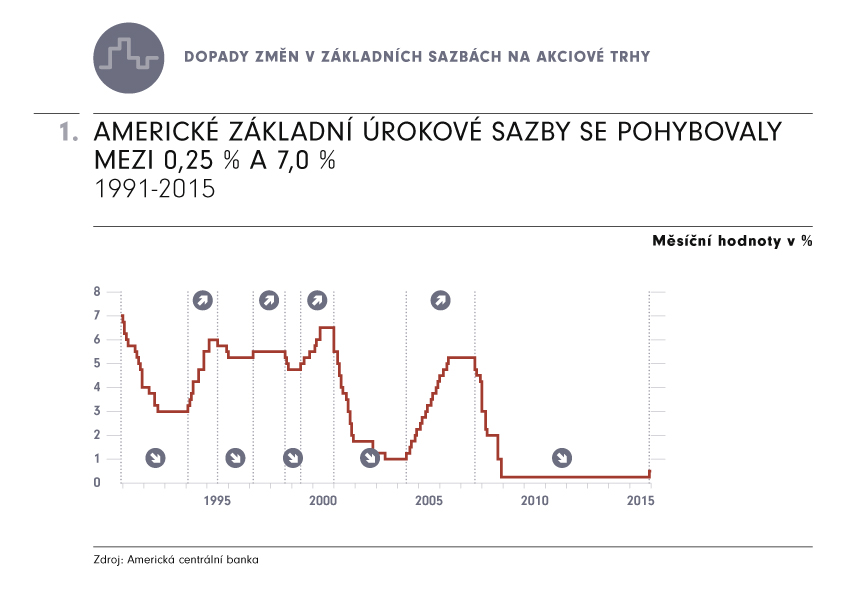 DOPADY ZMĚN V ZÁKLADNÍCH SAZBÁCH NA AKCIOVÉ TRHY
1. AMERICKÉ ZÁKLADNÍ ÚROKOVÉ SAZBY SE POHYBOVALY
MEZI 0,25 % A 7,0 %
1991-2015
Měsíční hodnoty v %
8
7
6
5
4
3
2
1
0
1995 2000 2005 2010 2015
Zdroj: Americká centrální banka